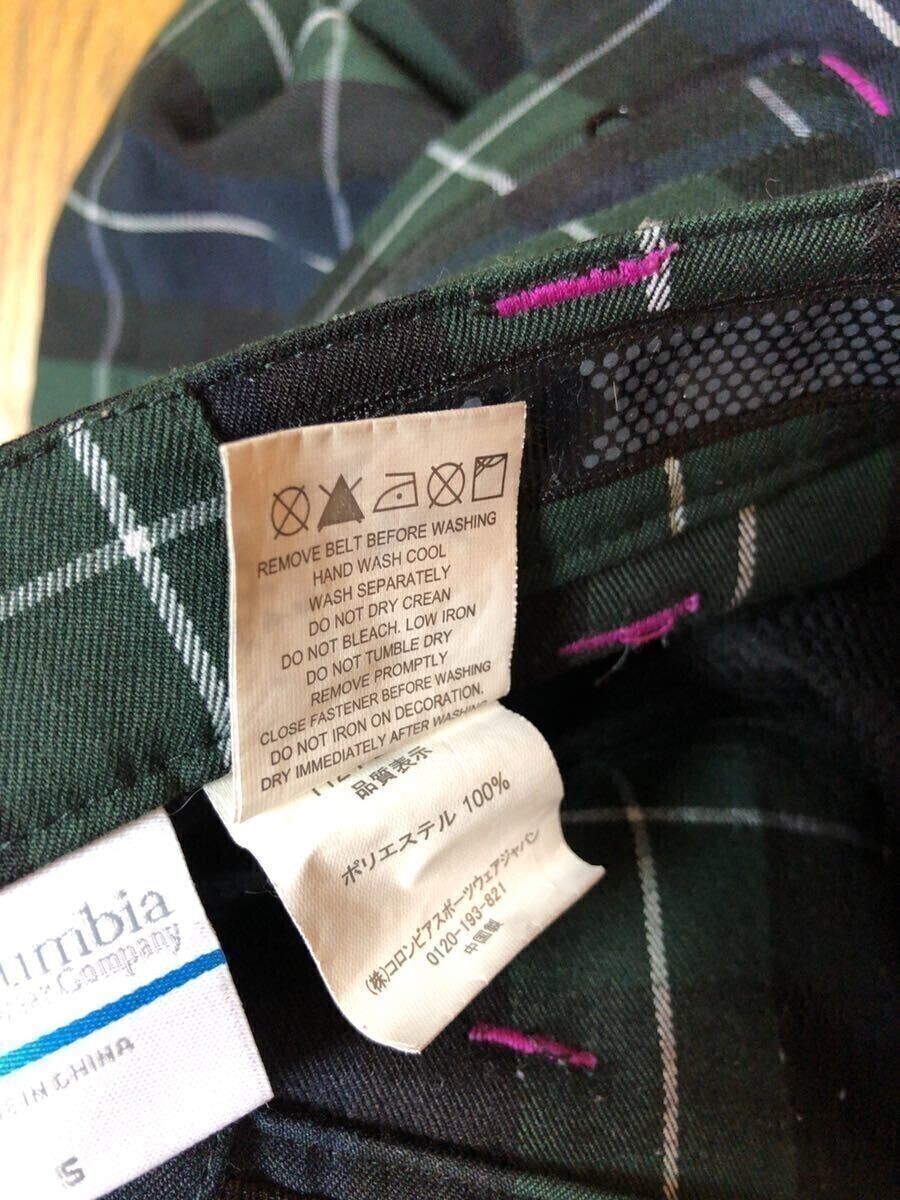 REMOVE BELT BEFORE WASHING
HAND WASH COOL
WASH SEPARATELY
DO NOT DRY CREAN
DO NOT BLEACH. LOW IRON
DO NOT TUMBLE DRY
REMOVE PROMPTLY
CLOSE FASTENER BEFORE WASHING
DO NOT IRON ON DECORATION.
DRY IMMEDIATELY AFTER WASHING
品質表示
ポリエステル 100%
(株)コロンビアスポーツウェアジャパン
0120-193-821
中国製
umbia
Company
IN CHINA
S